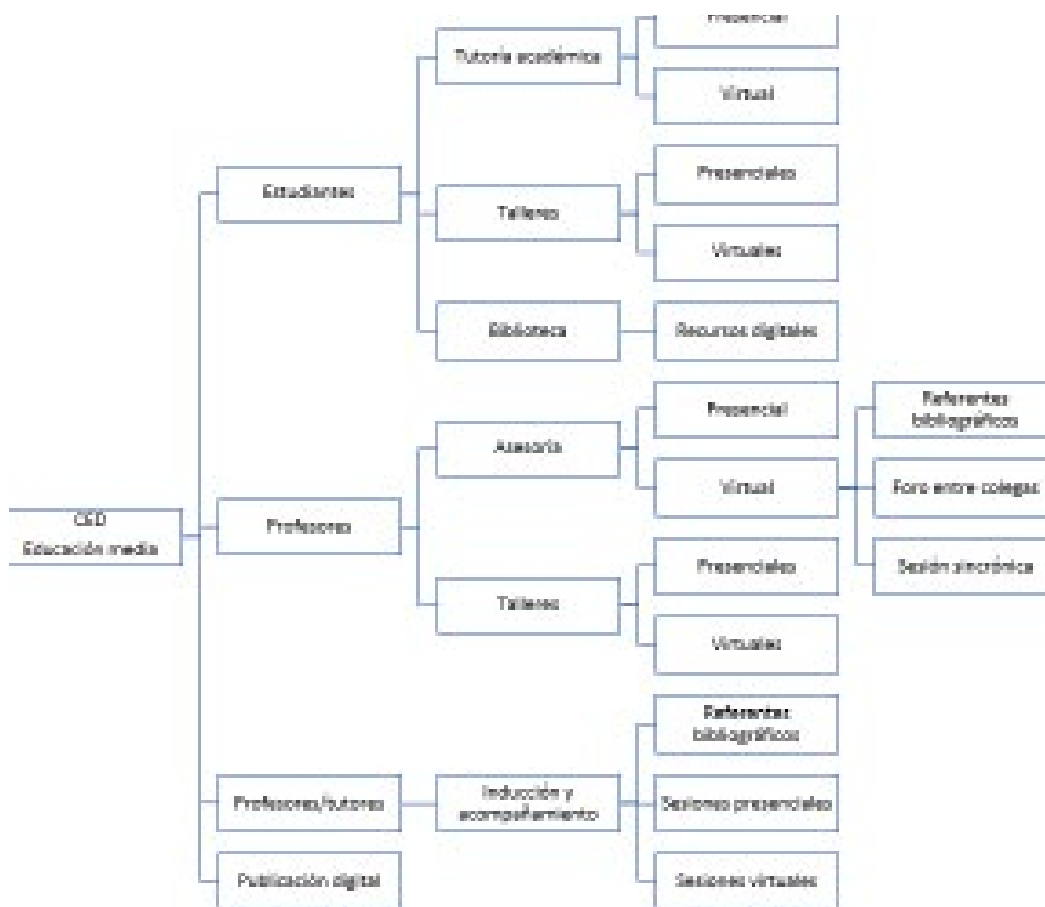 Presencial
Tutoría académica
Virtual
Estudiantes
Presenciales
Talleres
Virtuales
Biblioteca
Recursos digitales
CED
Educación media
Profesores
Asesoría
Presencial
Virtual
Referentes
bibliográficos
Foro entre colegas
Sesión sincrónica
Talleres
Presenciales
Virtuales
Profesores/tutores
Inducción y
acompañamiento
Referentes
bibliográficos
Sesiones presenciales
Sesiones virtuales
Publicación digital